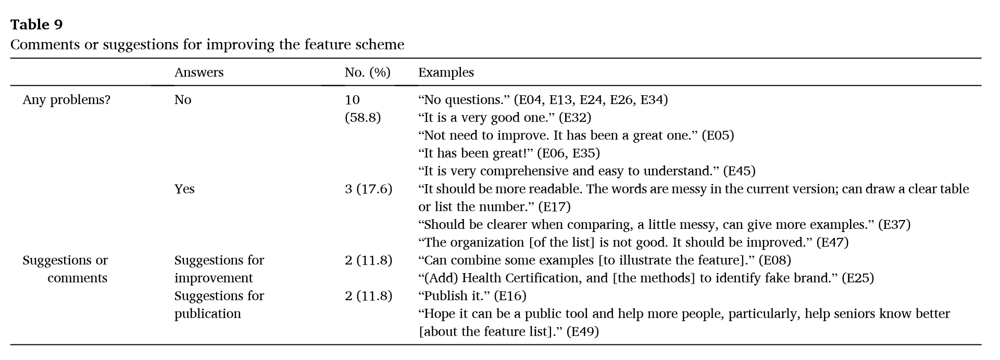 Table 9
Comments or suggestions for improving the feature scheme
Answers No. (%) Examples
Any problems? No 10 “No questions.” (E04, E13, E24, E26, E34)
(58.8) “It is a very good one.” (E32)
“Not need to improve. It has been a great one.” (E05)
“It has been great!” (E06, E35)
“It is very comprehensive and easy to understand.” (E45)
Yes 3 (17.6) “It should be more readable. The words are messy in the current version; can draw a clear table
or list the number.” (E17)
“Should be clearer when comparing, a little messy, can give more examples.” (E37)
“The organization [of the list] is not good. It should be improved.” (E47)
Suggestions or Suggestions for 2 (11.8) “Can combine some examples [to illustrate the feature].” (E08)
comments improvement “(Add) Health Certification, and [the methods] to identify fake brand.” (E25)
Suggestions for 2 (11.8) “Publish it.” (E16)
publication “Hope it can be a public tool and help more people, particularly, help seniors know better
[about the feature list].” (E49)